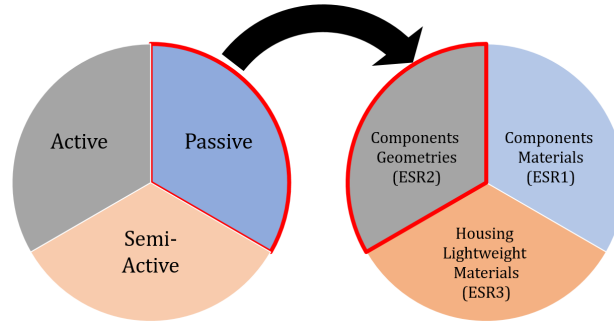 Active
Passive
Semi-
Active
Components
Geometries
(ESR2)
Components
Materials
(ESR1)
Housing
Lightweight
Materials
(ESR3)